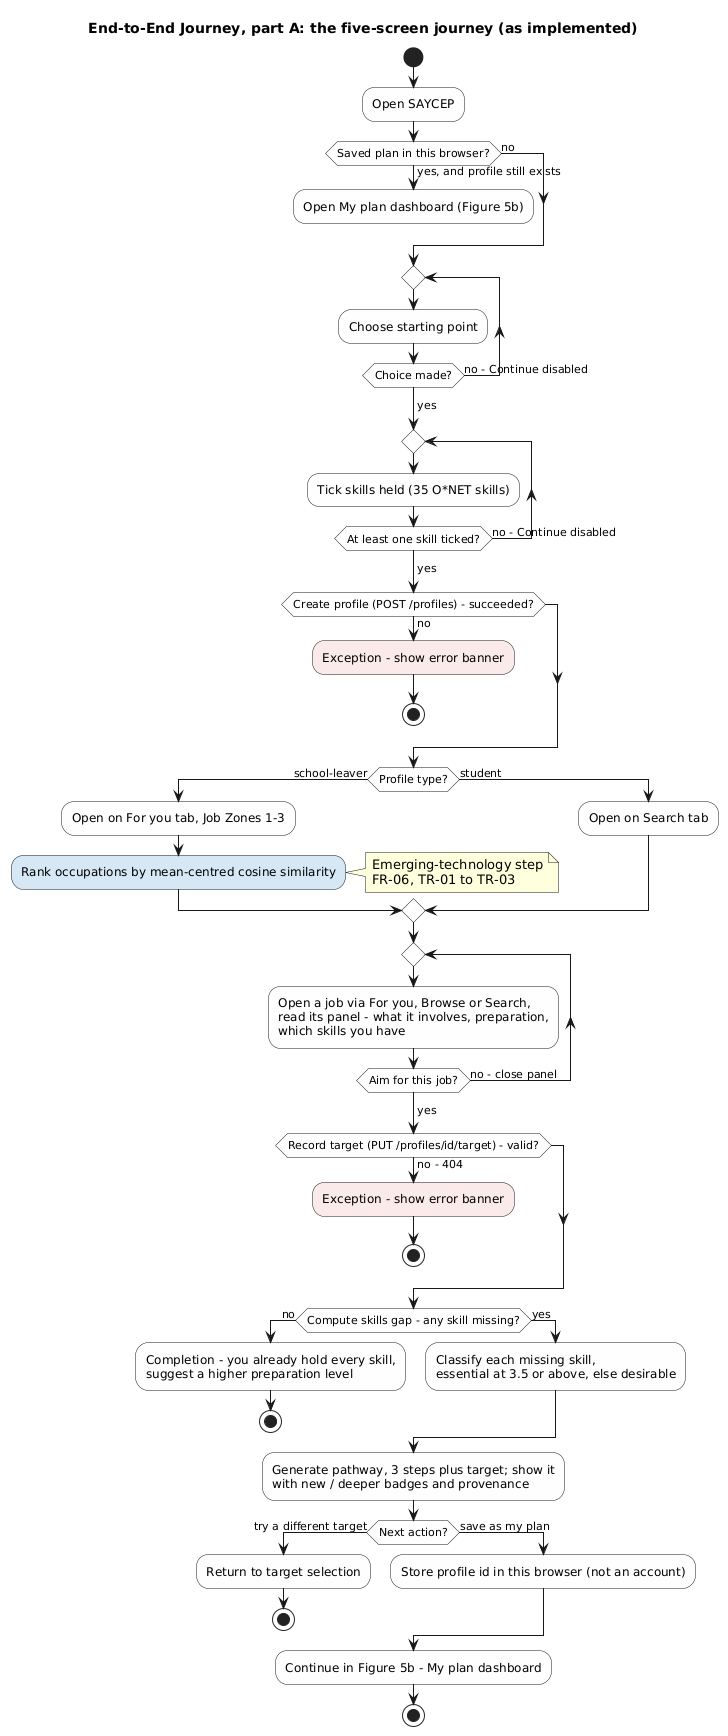 End-to-End Journey, part A: the five-screen journey (as implemented)
Open SAYCEP
Saved plan in this browser?
no
yes, and profile still exists
Open My plan dashboard (Figure 5b)
Choose starting point
Choice made?
no - Continue disabled
yes
Tick skills held (35 O*NET skills)
At least one skill ticked?
no - Continue disabled
yes
Create profile (POST /profiles) - succeeded?
no
Exception - show error banner
school-leaver
Profile type?
student
Open on For you tab, Job Zones 1-3
Open on Search tab
Rank occupations by mean-centred cosine similarity
Emerging-technology step
FR-06, TR-01 to TR-03
Open a job via For you, Browse or Search,
read its panel - what it involves, preparation,
which skills you have
Aim for this job?
no - close panel
yes
Record target (PUT /profiles/id/target) - valid?
no - 404
Exception - show error banner
no
Compute skills gap - any skill missing?
yes
Completion - you already hold every skill,
suggest a higher preparation level
Classify each missing skill,
essential at 3.5 or above, else desirable
Generate pathway, 3 steps plus target; show it
with new / deeper badges and provenance
try a different target
Next action?
save as my plan
Return to target selection
Store profile id in this browser (not an account)
Continue in Figure 5b - My plan dashboard